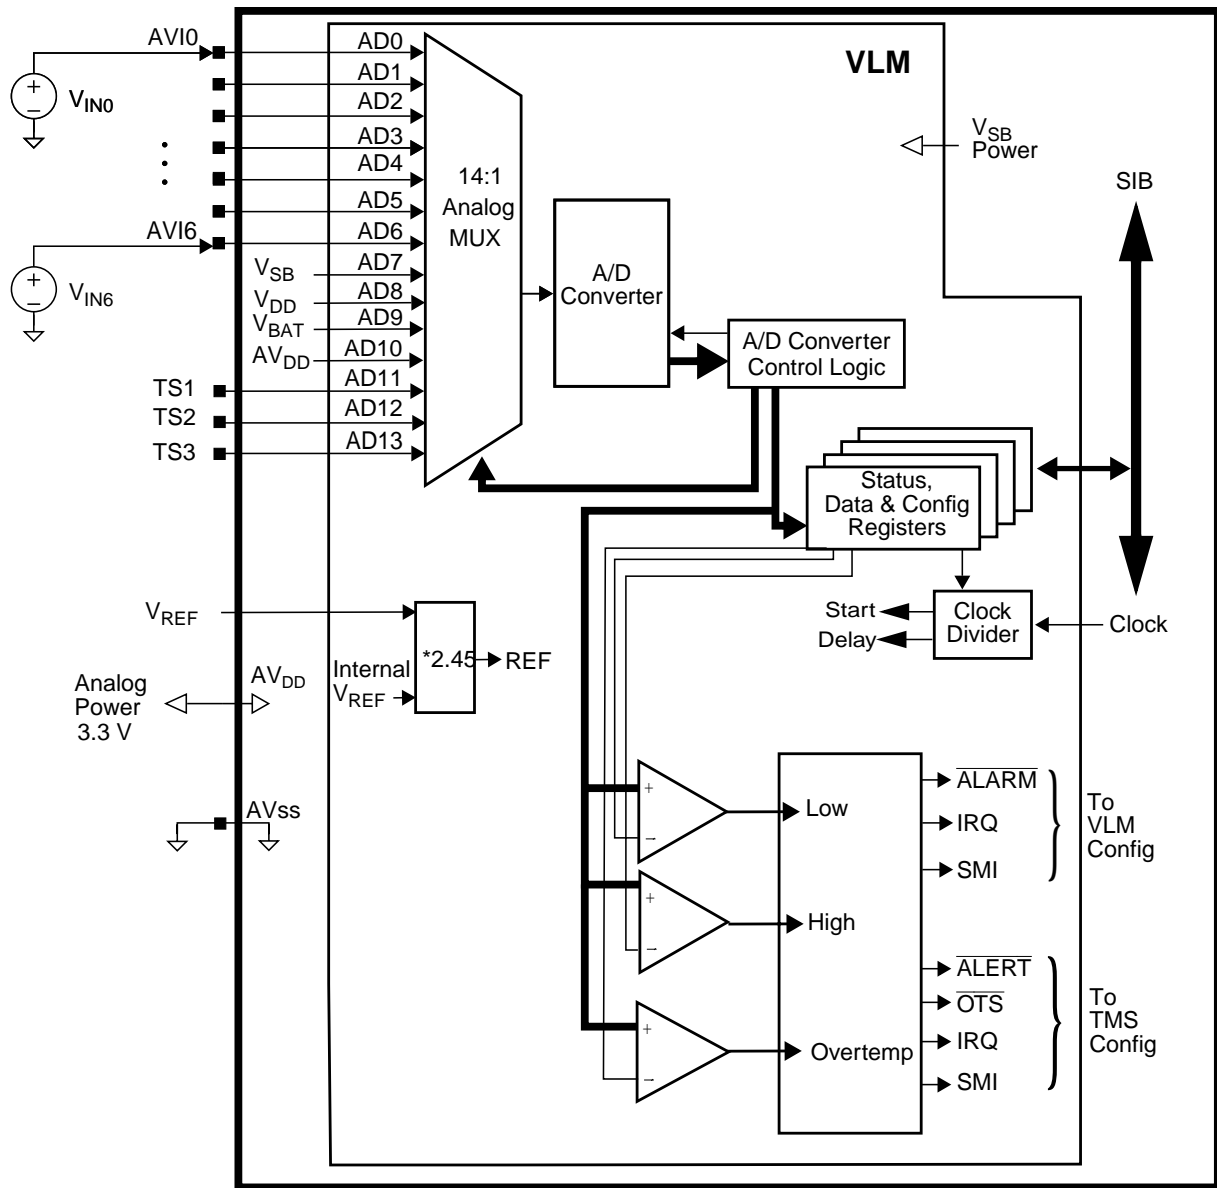 AVI0
AD0
AD1
AD2
AD3
AD4
AD5
AVI6
AD6
VSB
AD7
VDD
AD8
VBAT
AD9
AVDD
AD10
TS1
AD11
TS2
AD12
TS3
AD13
+
−
VIN0
+
−
VIN6
14:1
Analog
MUX
VLM
VSB
Power
SIB
A/D
Converter
A/D Converter
Control Logic
Status,
Data & Config
Registers
Start
Delay
Clock
Divider
Clock
VREF
Internal
VREF
*2.45
REF
Analog
Power
3.3 V
AVDD
AVss
+
−
Low
ALARM
IRQ
SMI
To
VLM
Config
+
−
High
ALERT
OTS
IRQ
SMI
To
TMS
Config
+
−
Overtemp